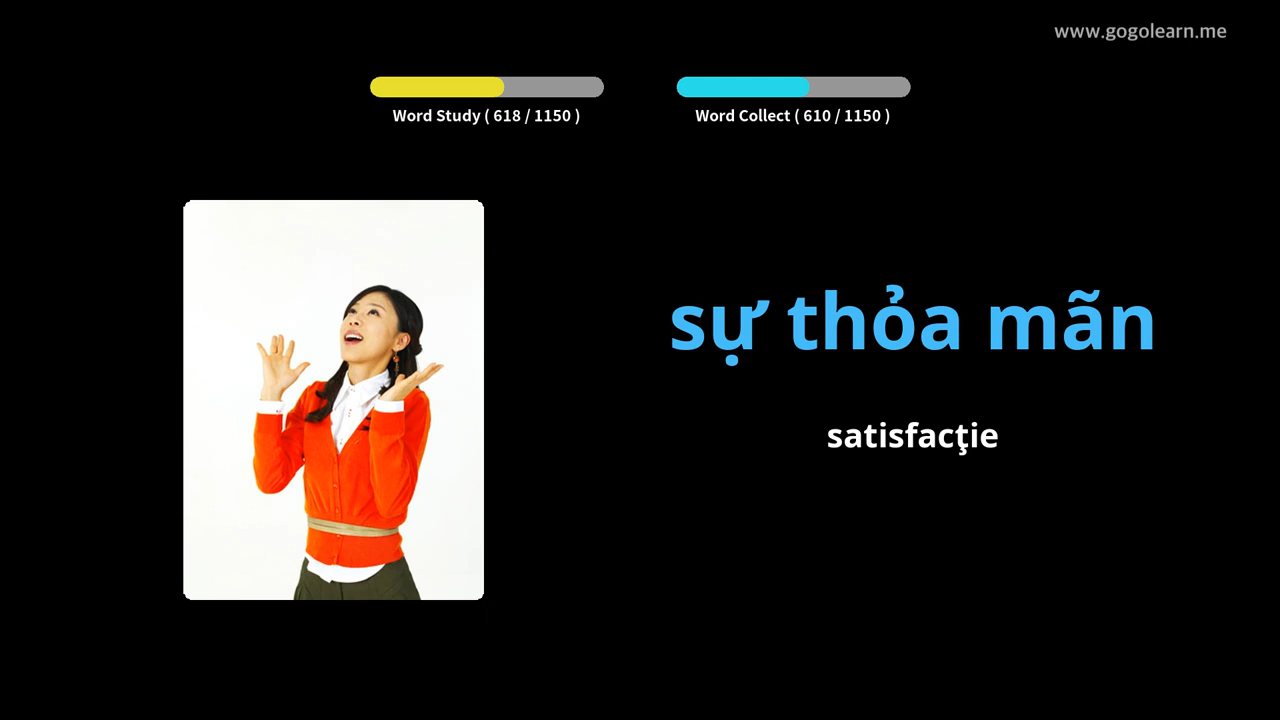 www.gogolearn.me
Word Study ( 618 / 1150 )
Word Collect ( 610 / 1150 )
sự thỏa mãn
satisfacţie